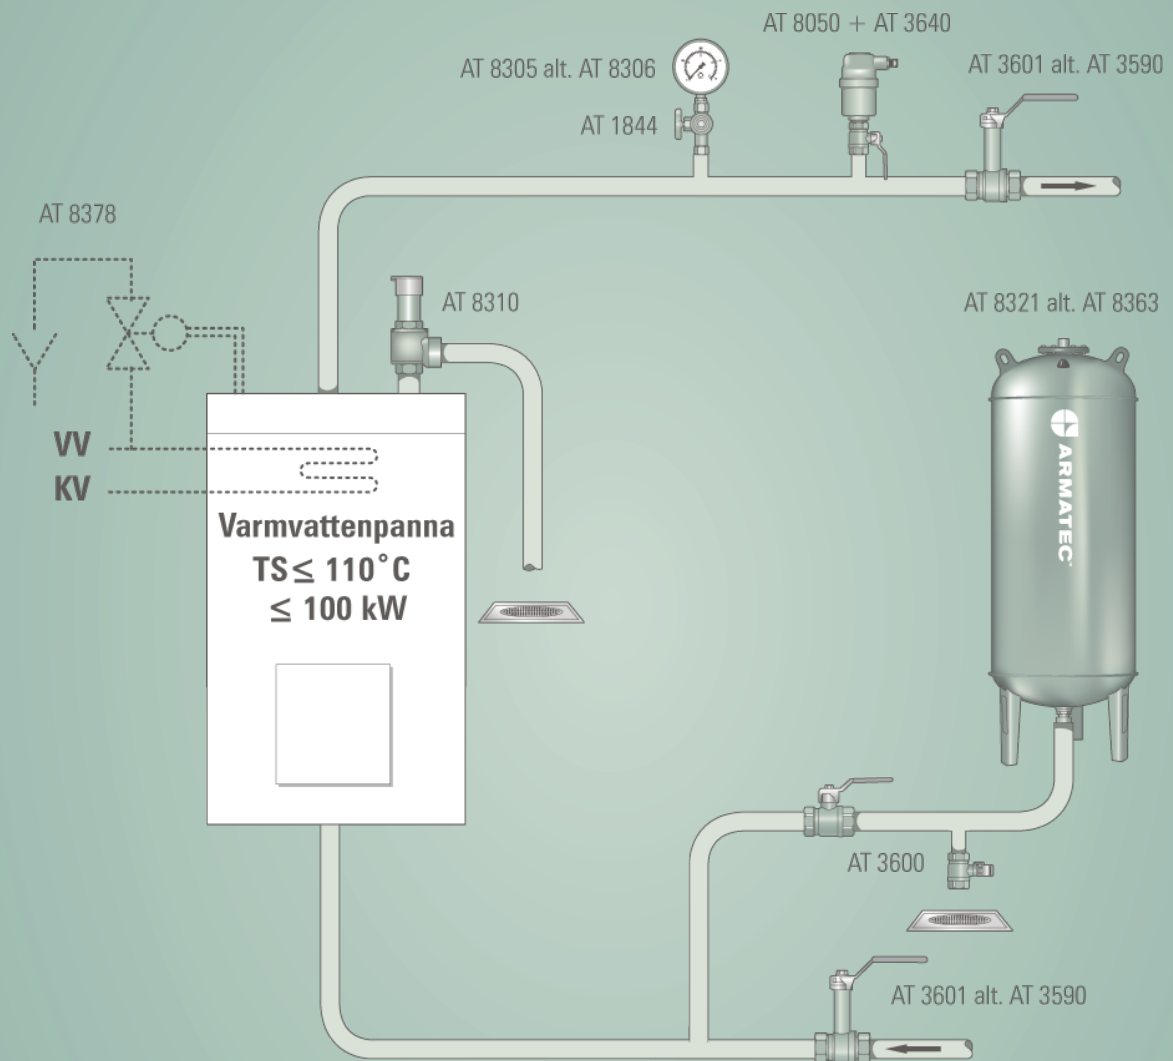 AT 8050 + AT 3640
AT 8305 alt. AT 8306
AT 3601 alt. AT 3590
AT 1844
AT 8378
AT 8310
AT 8321 alt. AT 8363
ARMATEC
VV
KV
Varmvattenpanna
TS ≤ 110°C
≤ 100 kW
AT 3600
AT 3601 alt. AT 3590